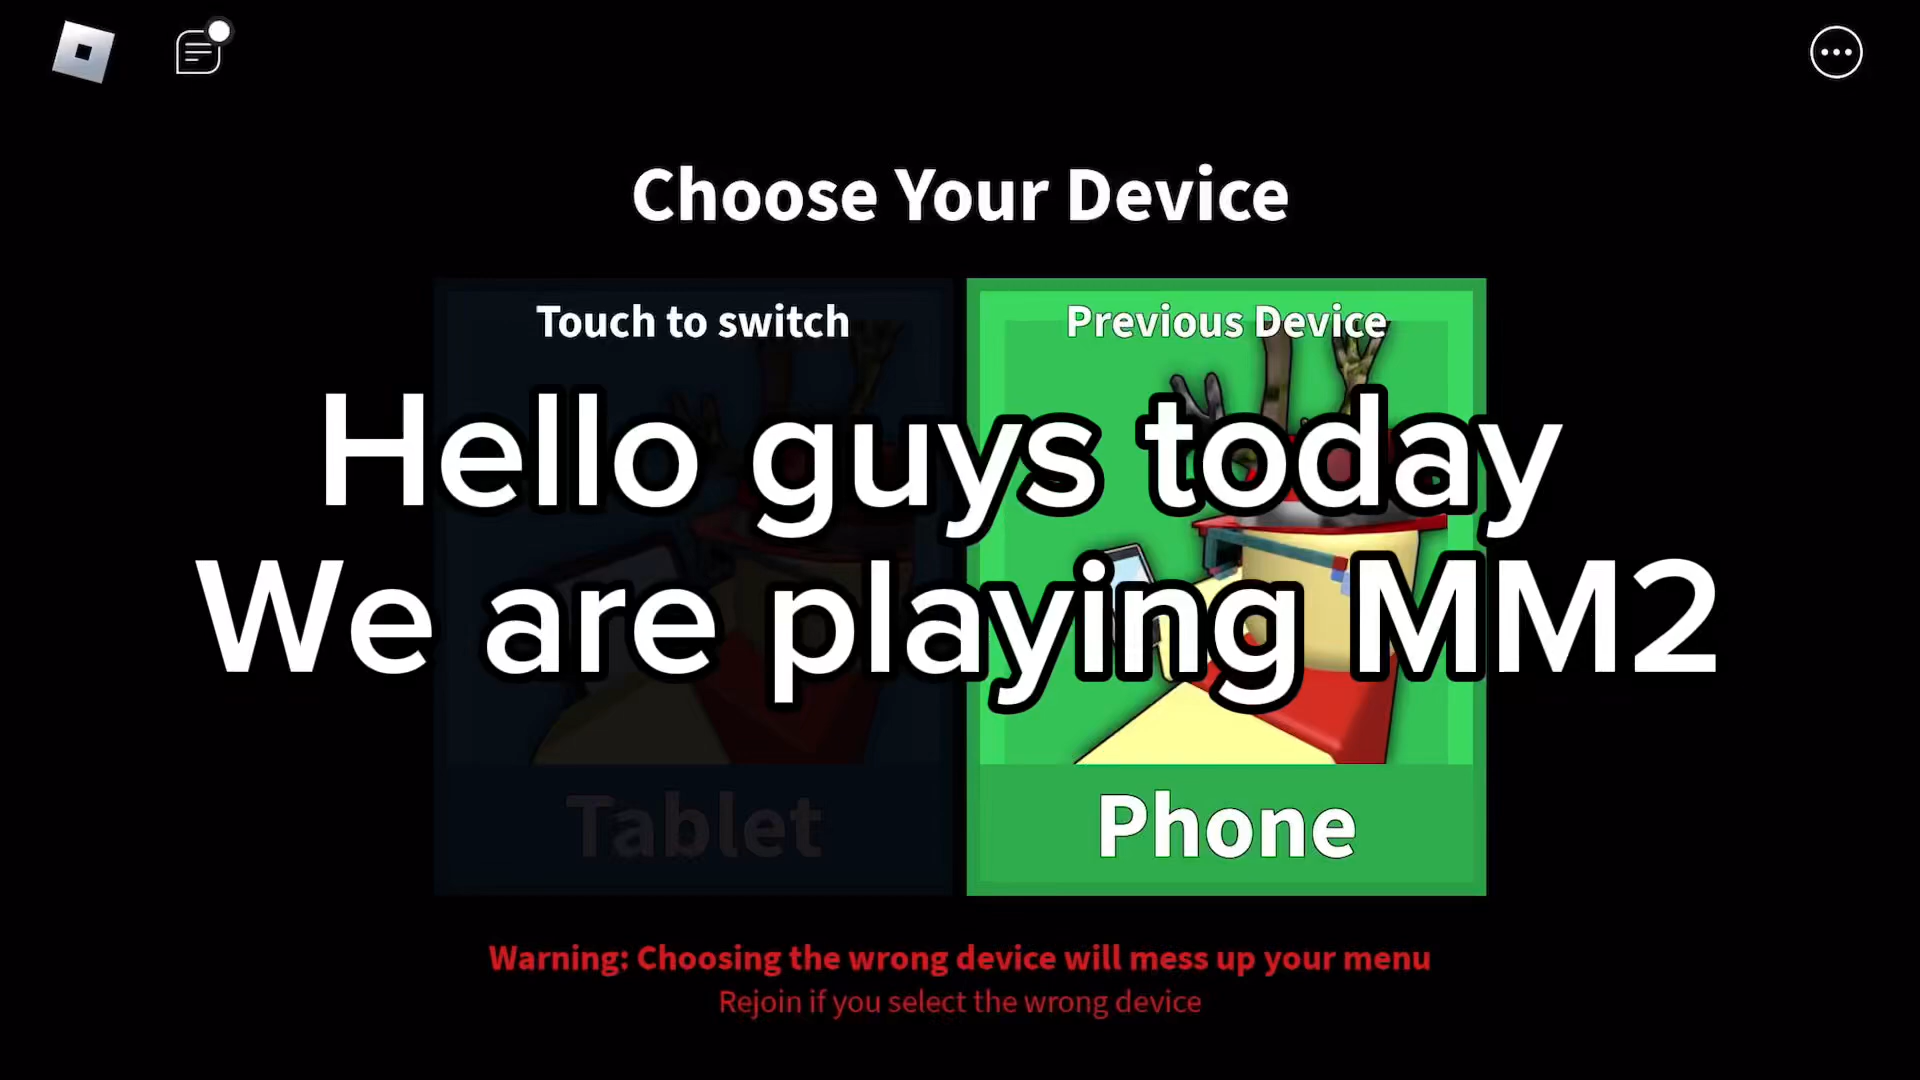 Choose Your Device
Touch to switch
Previous Device
Hello guys today
We are playing MM2
Tablet
Phone
Warning: Choosing the wrong device will mess up your menu
Rejoin if you select the wrong device